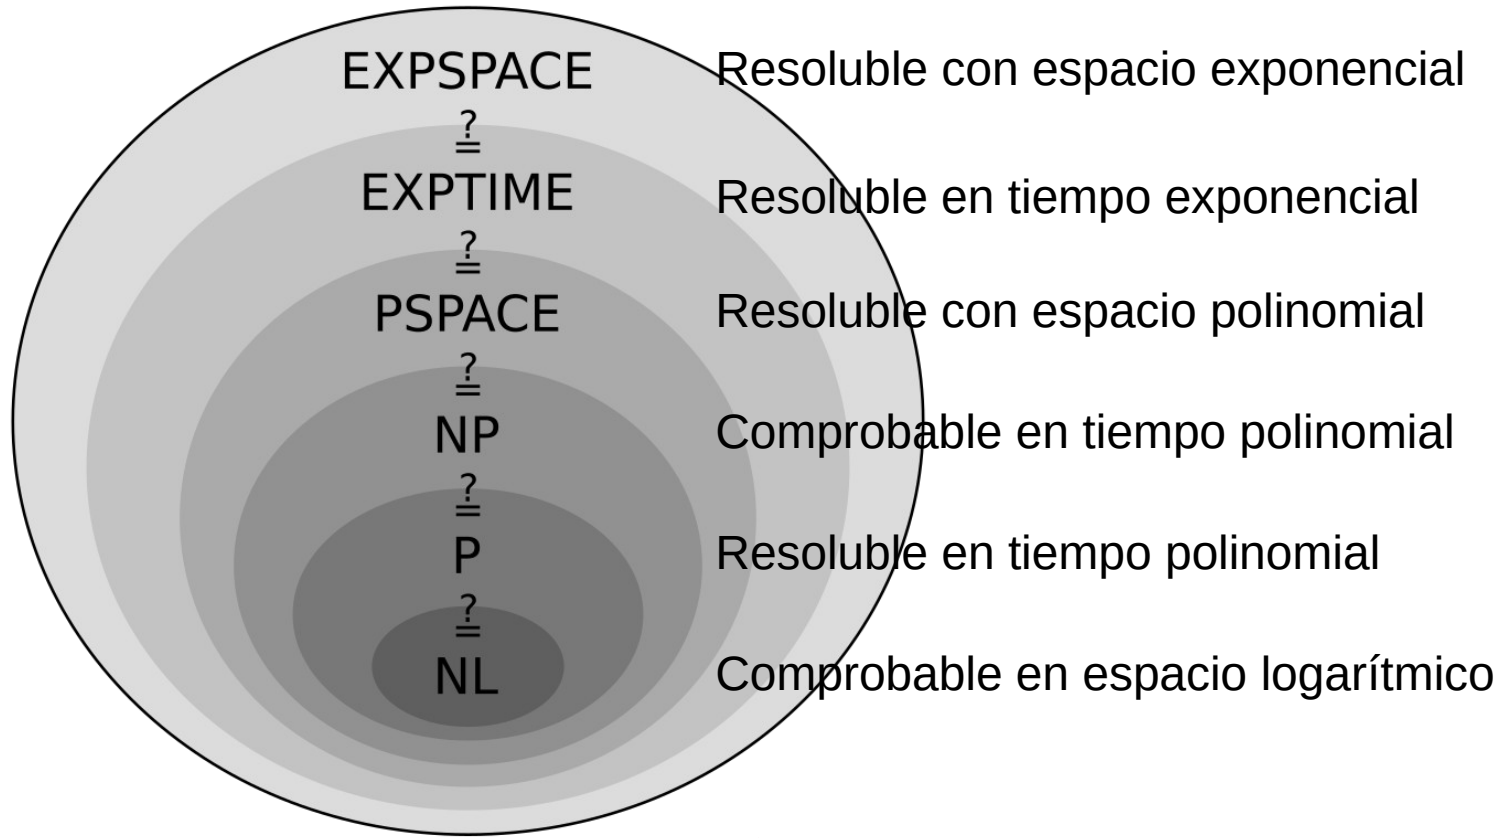 EXPSPACE Resoluble con espacio exponencial
?
=
EXPTIME Resoluble en tiempo exponencial
?
=
PSPACE Resoluble con espacio polinomial
?
=
NP Comprobable en tiempo polinomial
?
=
P Resoluble en tiempo polinomial
?
=
NL Comprobable en espacio logarítmico